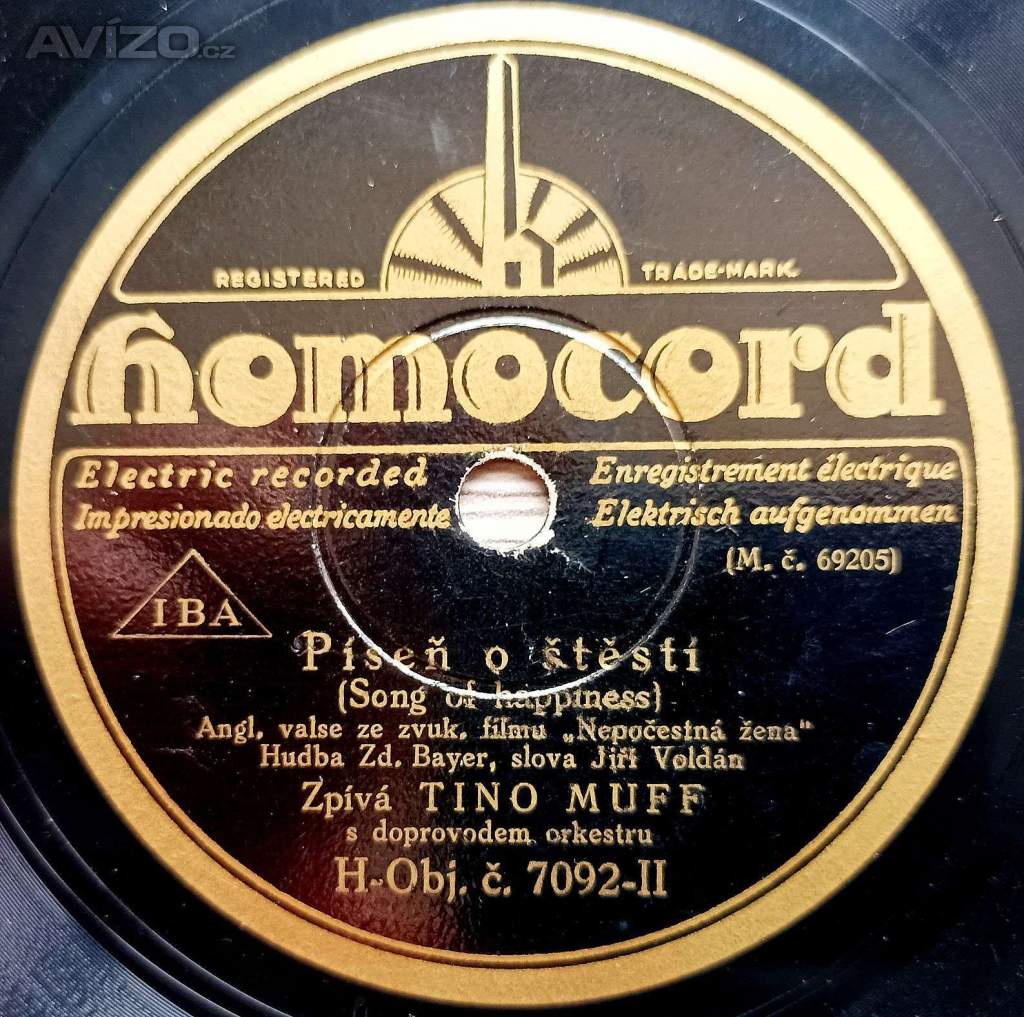 AVÍZO.cz
REGISTERED TRADE-MARK
homocord
Electric recorded Enregistrement électrique
Impresionado electricamente Elektrisch aufgenommen
(M. č. 69205)
IBA
Píseň o štěstí
(Song of happiness)
Angl. valse ze zvuk. filmu „Nepočestná žena"
Hudba Zd. Bayer, slova Jiří Voldán
Zpívá TINO MUFF
s doprovodem orkestru
H-Obj. č. 7092-II